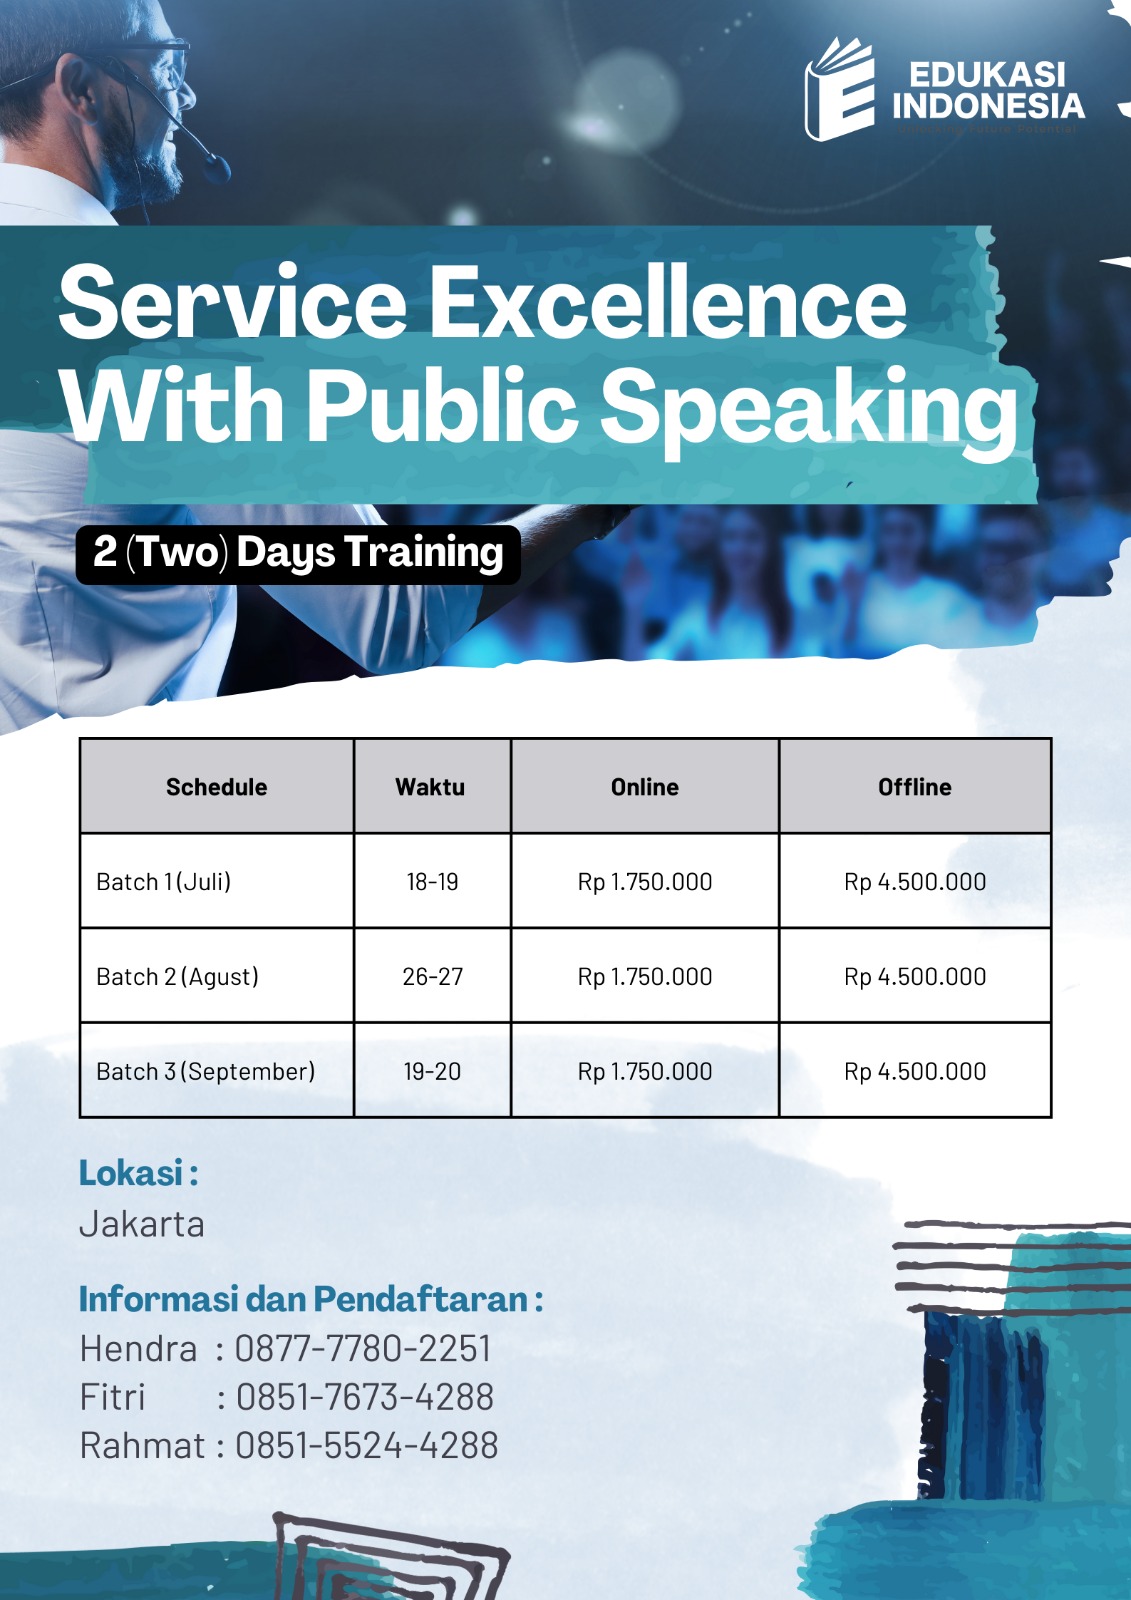 EDUKASI
INDONESIA
Service Excellence
With Public Speaking
2 (Two) Days Training
Schedule Waktu Online Offline
Batch 1 (Juli) 18-19 Rp 1.750.000 Rp 4.500.000
Batch 2 (Agust) 26-27 Rp 1.750.000 Rp 4.500.000
Batch 3 (September) 19-20 Rp 1.750.000 Rp 4.500.000
Lokasi :
Jakarta
Informasi dan Pendaftaran :
Hendra : 0877-7780-2251
Fitri : 0851-7673-4288
Rahmat : 0851-5524-4288